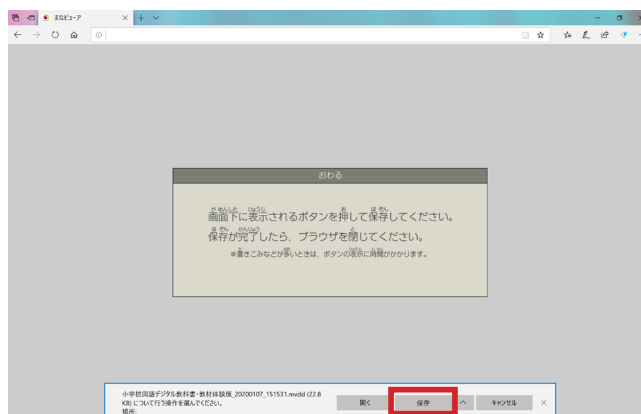 まなビューア
おわる
画面下に表示されるボタンを押して保存してください。
保存が完了したら、ブラウザを閉じてください。
※書きこみなどが多いときは、ボタンの表示に時間がかかります。
小学校国語デジタル教科書・教材体験版_20200107_151531.mvdd (22.8
KB) について行う操作を選んでください。
場所:
開く
保存
キャンセル